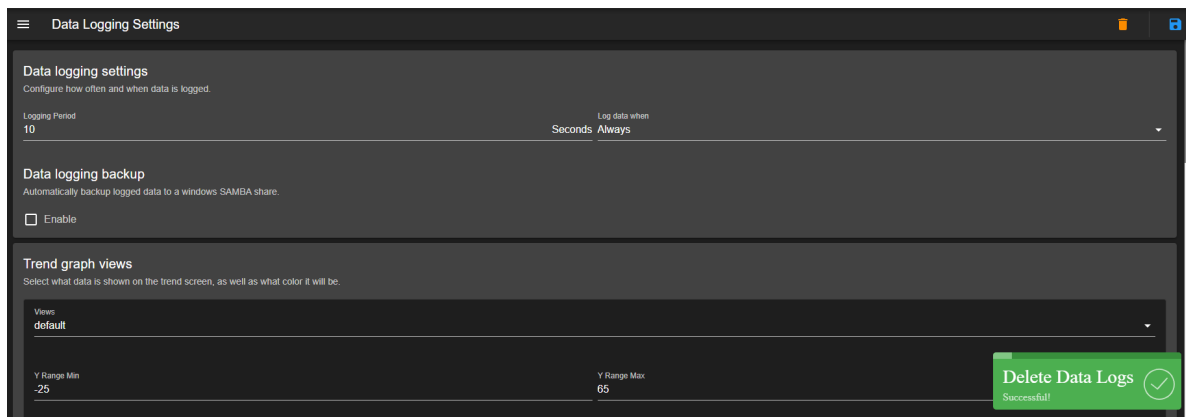 Data Logging Settings
Data logging settings
Configure how often and when data is logged.
Logging Period
10 Seconds
Log data when
Always
Data logging backup
Automatically backup logged data to a windows SAMBA share.
Enable
Trend graph views
Select what data is shown on the trend screen, as well as what color it will be.
Views
default
Y Range Min
-25
Y Range Max
65
Delete Data Logs
Successful!